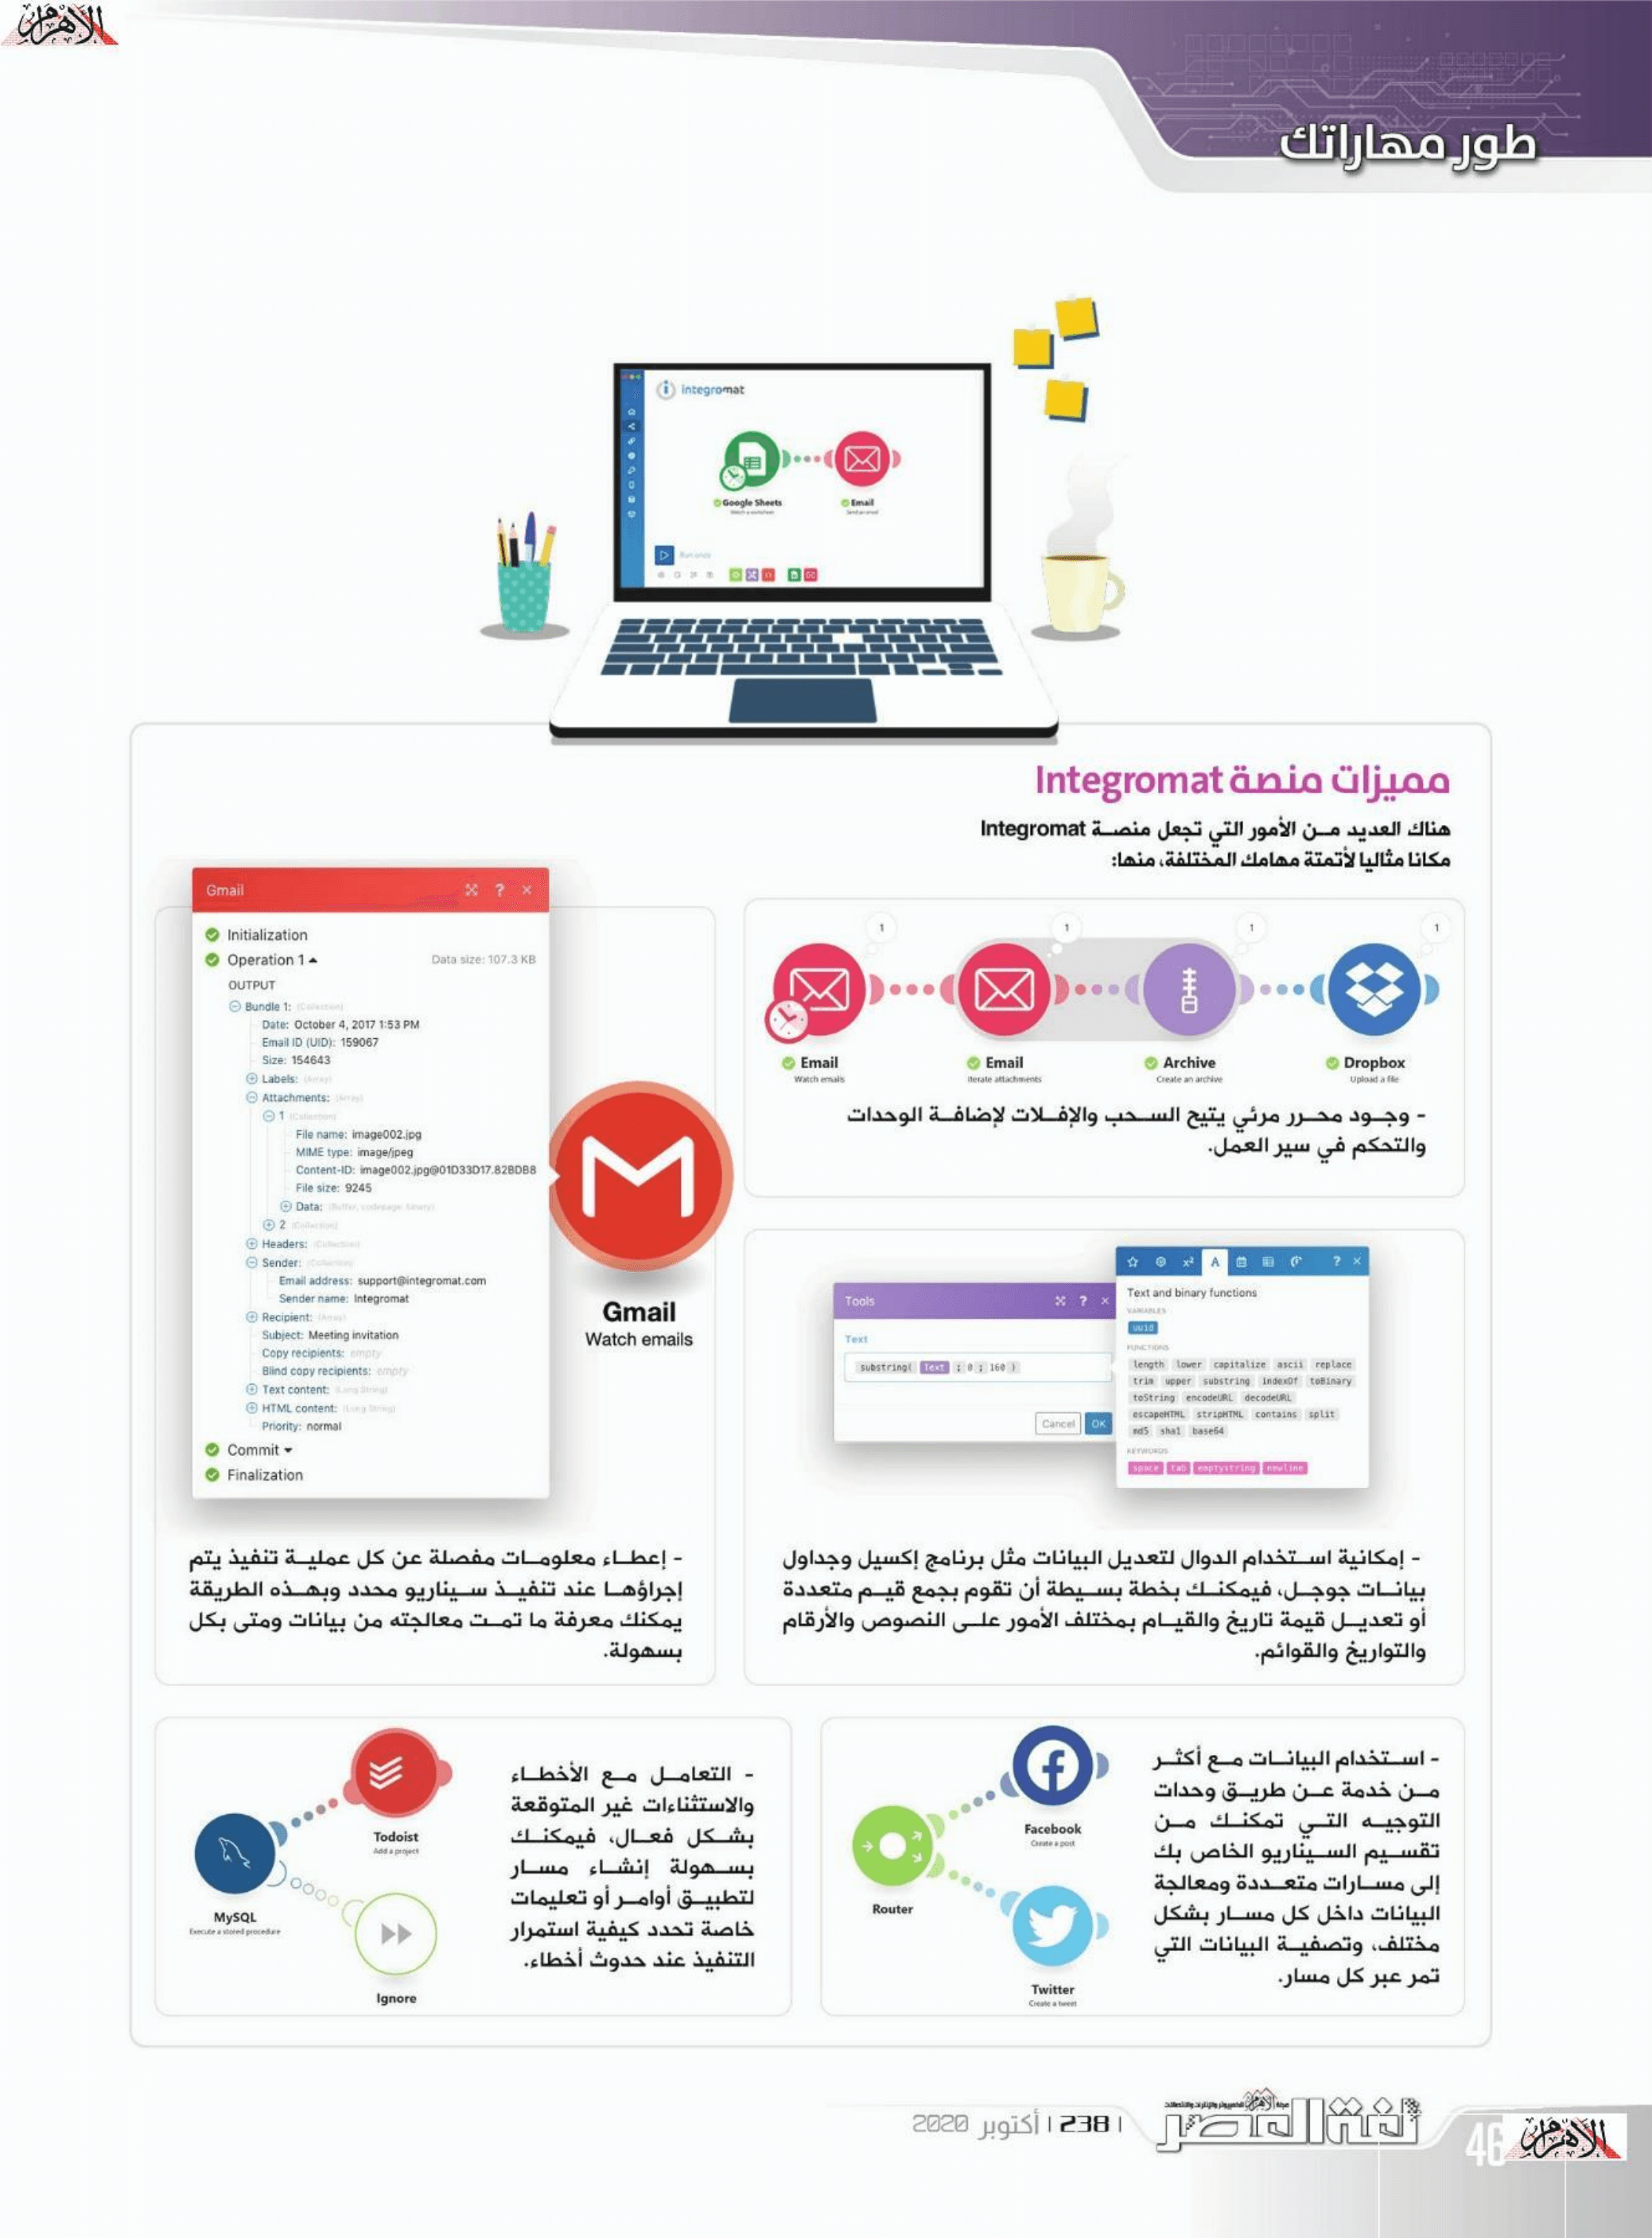 الأهرام
طور مهاراتك
integromat
Google Sheets
Email
Run once
مميزات منصة Integromat
هناك العديد من الأمور التي تجعل منصة Integromat
مكانا مثاليا لأتمتة مهامك المختلفة، منها:
1
1
1
1
Email
Watch emails
Email
Iterate attachments
Archive
Create an archive
Dropbox
Upload a file
- وجود محرر مرئي يتيح السحب والإفلات لإضافة الوحدات
والتحكم في سير العمل.
Tools
Text
substring( Text ; 0 ; 160 )
Cancel OK
A
Text and binary functions
VARIABLES
uuid
FUNCTIONS
length lower capitalize ascii replace
trim upper substring indexOf toBinary
toString encodeURL decodeURL
escapeHTML stripHTML contains split
md5 sha1 base64
KEYWORDS
space tab emptystring newline
- إمكانية استخدام الدوال لتعديل البيانات مثل برنامج إكسيل وجداول
بيانات جوجل، فيمكنك بخطة بسيطة أن تقوم بجمع قيم متعددة
أو تعديل قيمة تاريخ والقيام بمختلف الأمور على النصوص والأرقام
والتواريخ والقوائم.
Gmail
Initialization
Operation 1
Data size: 107.3 KB
OUTPUT
Bundle 1: (Collection)
Date: October 4, 2017 1:53 PM
Email ID (UID): 159067
Size: 154643
Labels: (Array)
Attachments: (Array)
1 (Collection)
File name: image002.jpg
MIME type: image/jpeg
Content-ID: image002.jpg@01D33D17.828DB8
File size: 9245
Data: (Buffer, codepage: binary)
2 (Collection)
Headers: (Collection)
Sender: (Collection)
Email address: support@integromat.com
Sender name: Integromat
Recipient: (Array)
Subject: Meeting invitation
Copy recipients: empty
Blind copy recipients: empty
Text content: (Long String)
HTML content: (Long String)
Priority: normal
Commit
Finalization
Gmail
Watch emails
- إعطاء معلومات مفصلة عن كل عملية تنفيذ يتم
إجراؤها عند تنفيذ سيناريو محدد وبهذه الطريقة
يمكنك معرفة ما تمت معالجته من بيانات ومتى بكل
بسهولة.
- استخدام البيانات مع أكثر
من خدمة عن طريق وحدات
التوجيه التي تمكنك من
تقسيم السيناريو الخاص بك
إلى مسارات متعددة ومعالجة
البيانات داخل كل مسار بشكل
مختلف، وتصفية البيانات التي
تمر عبر كل مسار.
Facebook
Create a post
Router
Twitter
Create a tweet
- التعامل مع الأخطاء
والاستثناءات غير المتوقعة
بشكل فعال، فيمكنك
بسهولة إنشاء مسار
لتطبيق أوامر أو تعليمات
خاصة تحدد كيفية استمرار
التنفيذ عند حدوث أخطاء.
Todoist
Add a project
MySQL
Execute a stored procedure
Ignore
46
لغة العصر
| 238 | أكتوبر 2020
الأهرام